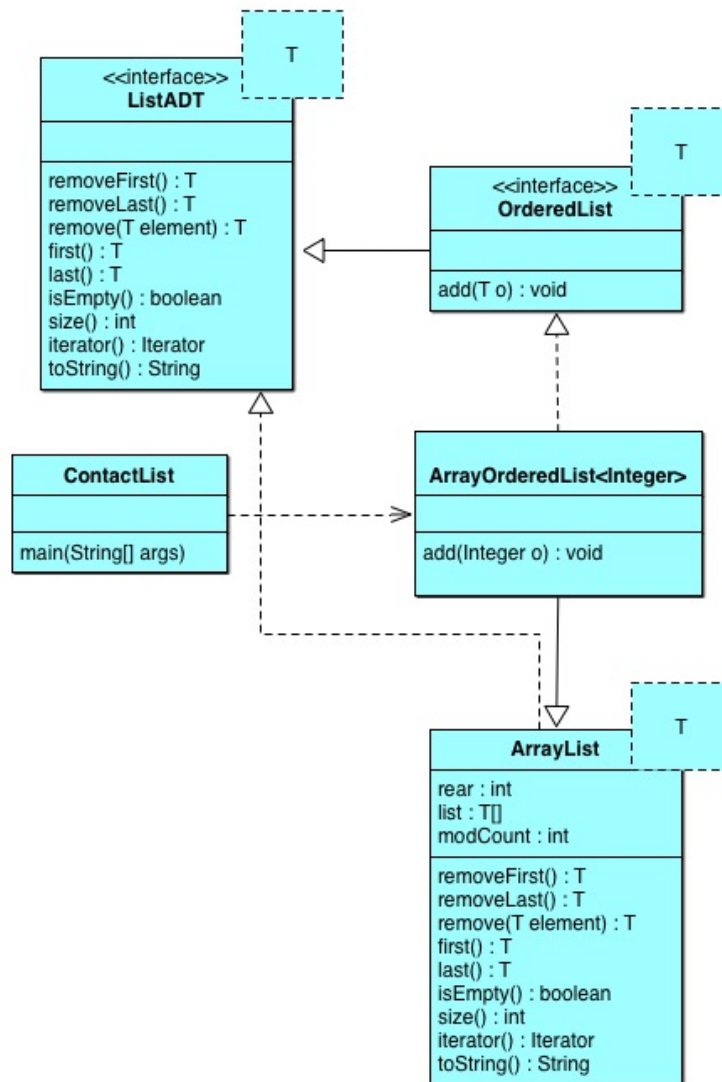 T
<<interface>>
ListADT
removeFirst() : T
removeLast() : T
remove(T element) : T
first() : T
last() : T
isEmpty() : boolean
size() : int
iterator() : Iterator
toString() : String
T
<<interface>>
OrderedList
add(T o) : void
ContactList
main(String[] args)
ArrayOrderedList<Integer>
add(Integer o) : void
T
ArrayList
rear : int
list : T[]
modCount : int
removeFirst() : T
removeLast() : T
remove(T element) : T
first() : T
last() : T
isEmpty() : boolean
size() : int
iterator() : Iterator
toString() : String